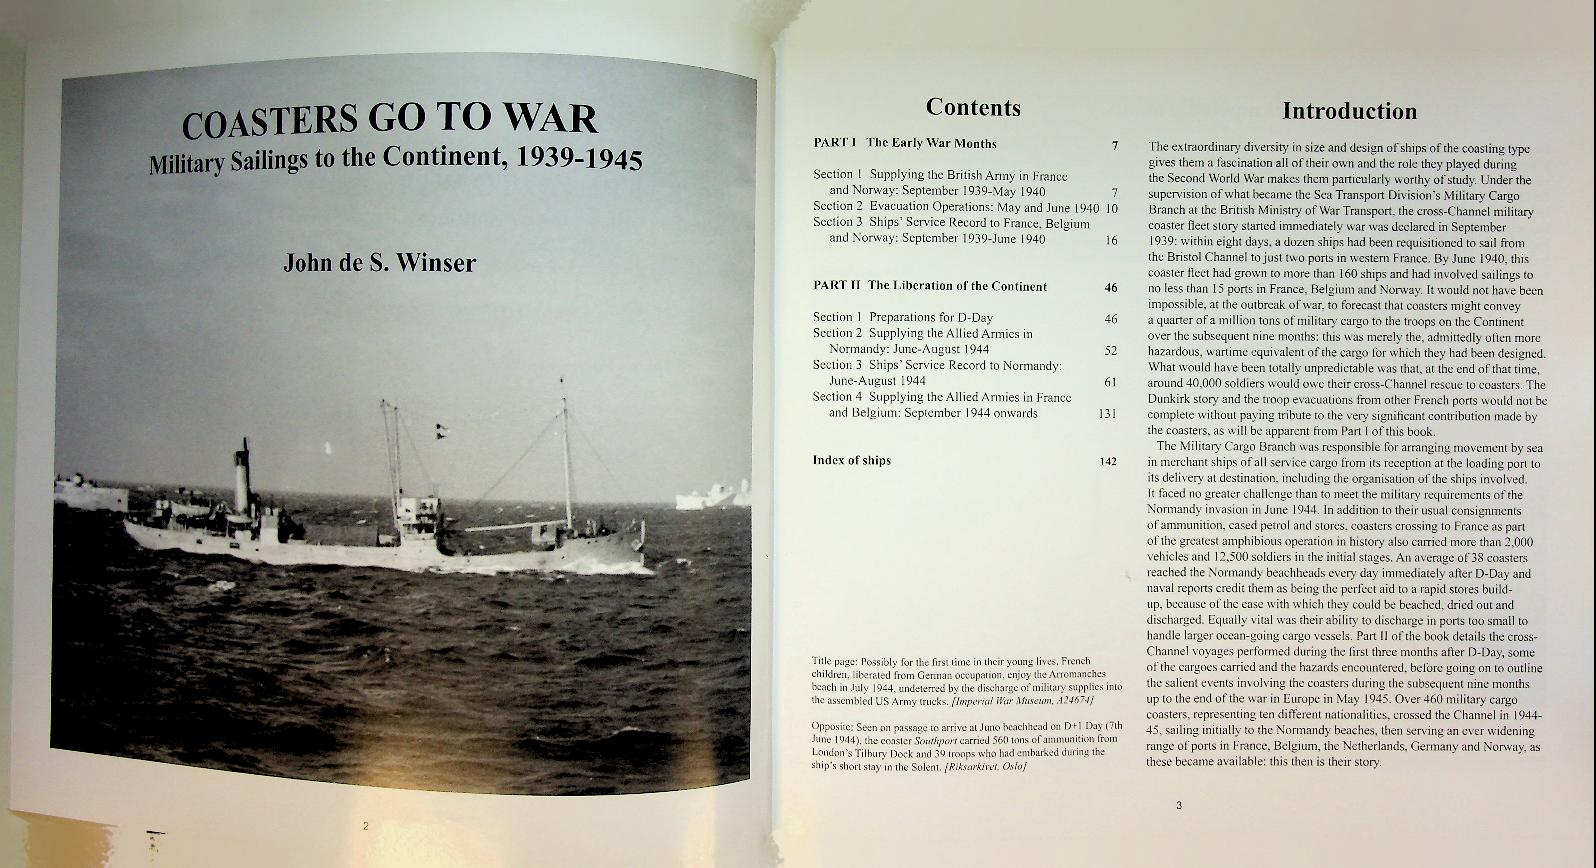 COASTERS GO TO WAR
Military Sailings to the Continent, 1939-1945
John de S. Winser
2
Contents
PART I The Early War Months 7
Section 1 Supplying the British Army in France
and Norway: September 1939-May 1940 7
Section 2 Evacuation Operations: May and June 1940 10
Section 3 Ships' Service Record to France, Belgium
and Norway: September 1939-June 1940 16
PART II The Liberation of the Continent 46
Section 1 Preparations for D-Day 46
Section 2 Supplying the Allied Armies in
Normandy: June-August 1944 52
Section 3 Ships' Service Record to Normandy:
June-August 1944 61
Section 4 Supplying the Allied Armies in France
and Belgium: September 1944 onwards 131
Index of ships 142
Title page: Possibly for the first time in their young lives, French
children, liberated from German occupation, enjoy the Arromanches
beach in July 1944, undeterred by the discharge of military supplies into
the assembled US Army trucks. [Imperial War Museum, A24674]
Opposite: Seen on passage to arrive at Juno beachhead on D+1 Day (7th
June 1944), the coaster Southport carried 560 tons of ammunition from
London's Tilbury Dock and 39 troops who had embarked during the
ship's short stay in the Solent. [Riksarkivet, Oslo]
Introduction
The extraordinary diversity in size and design of ships of the coasting type
gives them a fascination all of their own and the role they played during
the Second World War makes them particularly worthy of study. Under the
supervision of what became the Sea Transport Division's Military Cargo
Branch at the British Ministry of War Transport, the cross-Channel military
coaster fleet story started immediately war was declared in September
1939: within eight days, a dozen ships had been requisitioned to sail from
the Bristol Channel to just two ports in western France. By June 1940, this
coaster fleet had grown to more than 160 ships and had involved sailings to
no less than 15 ports in France, Belgium and Norway. It would not have been
impossible, at the outbreak of war, to forecast that coasters might convey
a quarter of a million tons of military cargo to the troops on the Continent
over the subsequent nine months: this was merely the, admittedly often more
hazardous, wartime equivalent of the cargo for which they had been designed.
What would have been totally unpredictable was that, at the end of that time,
around 40,000 soldiers would owe their cross-Channel rescue to coasters. The
Dunkirk story and the troop evacuations from other French ports would not be
complete without paying tribute to the very significant contribution made by
the coasters, as will be apparent from Part I of this book.
The Military Cargo Branch was responsible for arranging movement by sea
in merchant ships of all service cargo from its reception at the loading port to
its delivery at destination, including the organisation of the ships involved.
It faced no greater challenge than to meet the military requirements of the
Normandy invasion in June 1944. In addition to their usual consignments
of ammunition, cased petrol and stores, coasters crossing to France as part
of the greatest amphibious operation in history also carried more than 2,000
vehicles and 12,500 soldiers in the initial stages. An average of 38 coasters
reached the Normandy beachheads every day immediately after D-Day and
naval reports credit them as being the perfect aid to a rapid stores build-
up, because of the ease with which they could be beached, dried out and
discharged. Equally vital was their ability to discharge in ports too small to
handle larger ocean-going cargo vessels. Part II of the book details the cross-
Channel voyages performed during the first three months after D-Day, some
of the cargoes carried and the hazards encountered, before going on to outline
the salient events involving the coasters during the subsequent nine months
up to the end of the war in Europe in May 1945. Over 460 military cargo
coasters, representing ten different nationalities, crossed the Channel in 1944-
45, sailing initially to the Normandy beaches, then serving an ever widening
range of ports in France, Belgium, the Netherlands, Germany and Norway, as
these became available: this then is their story.
3